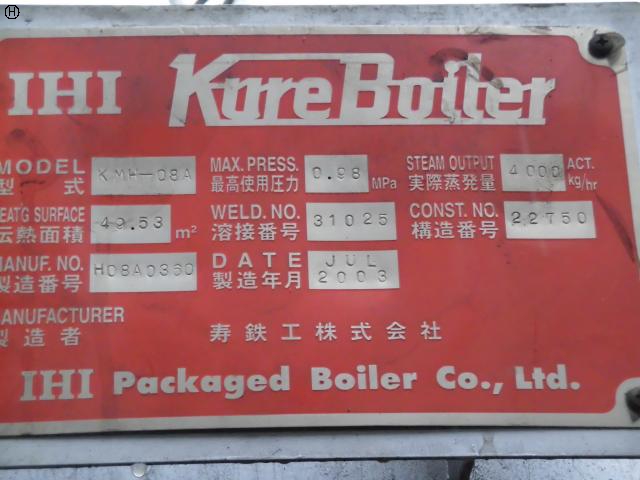 H
IHI KureBoiler
MODEL KMH-08A MAX. PRESS. 0.98 MPa STEAM OUTPUT 4000 ACT. kg/hr
型式 最高使用圧力 実際蒸発量
EATG SURFACE 49.53 m² WELD. NO. 31025 CONST. NO. 22750
伝熱面積 溶接番号 構造番号
MANUF. NO. H08A0360 DATE JUL 2003
製造番号 製造年月
MANUFACTURER
製造者 寿鉄工株式会社
IHI Packaged Boiler Co., Ltd.